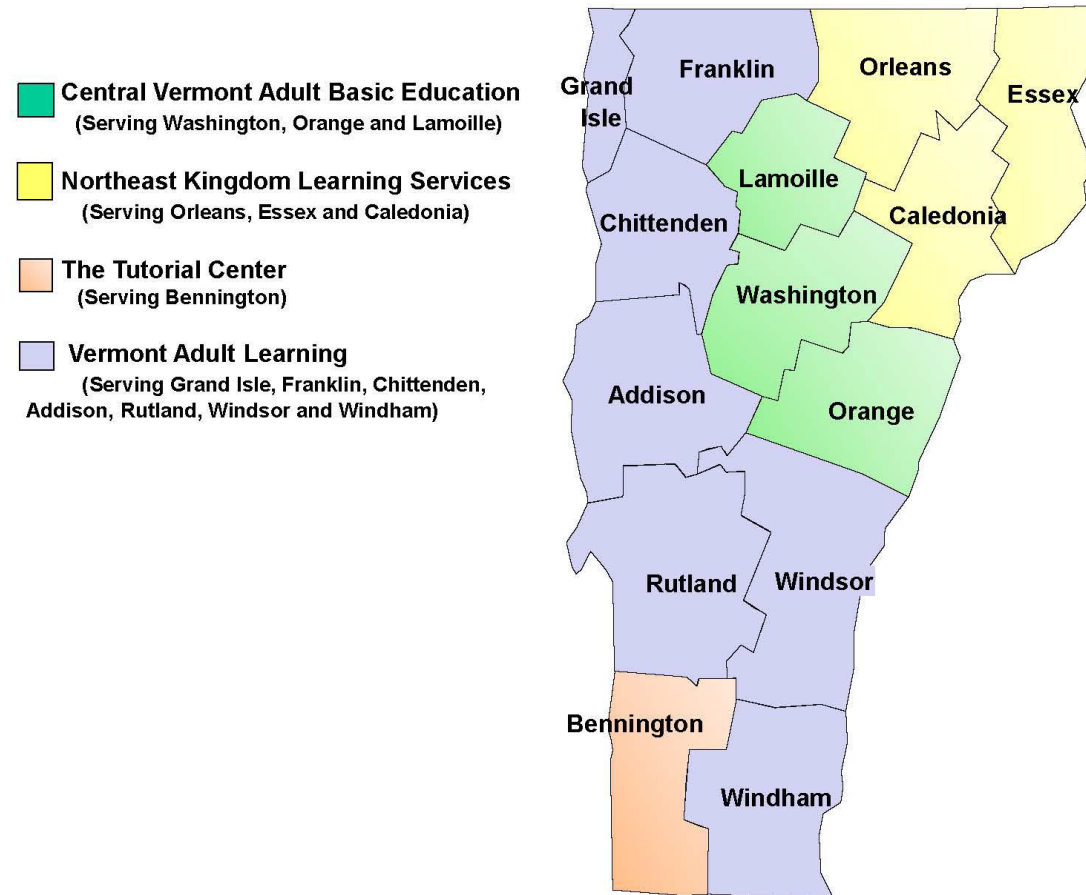 Central Vermont Adult Basic Education
(Serving Washington, Orange and Lamoille)
Northeast Kingdom Learning Services
(Serving Orleans, Essex and Caledonia)
The Tutorial Center
(Serving Bennington)
Vermont Adult Learning
(Serving Grand Isle, Franklin, Chittenden,
Addison, Rutland, Windsor and Windham)
Grand
Isle
Franklin
Orleans
Essex
Lamoille
Caledonia
Chittenden
Washington
Addison
Orange
Rutland
Windsor
Bennington
Windham